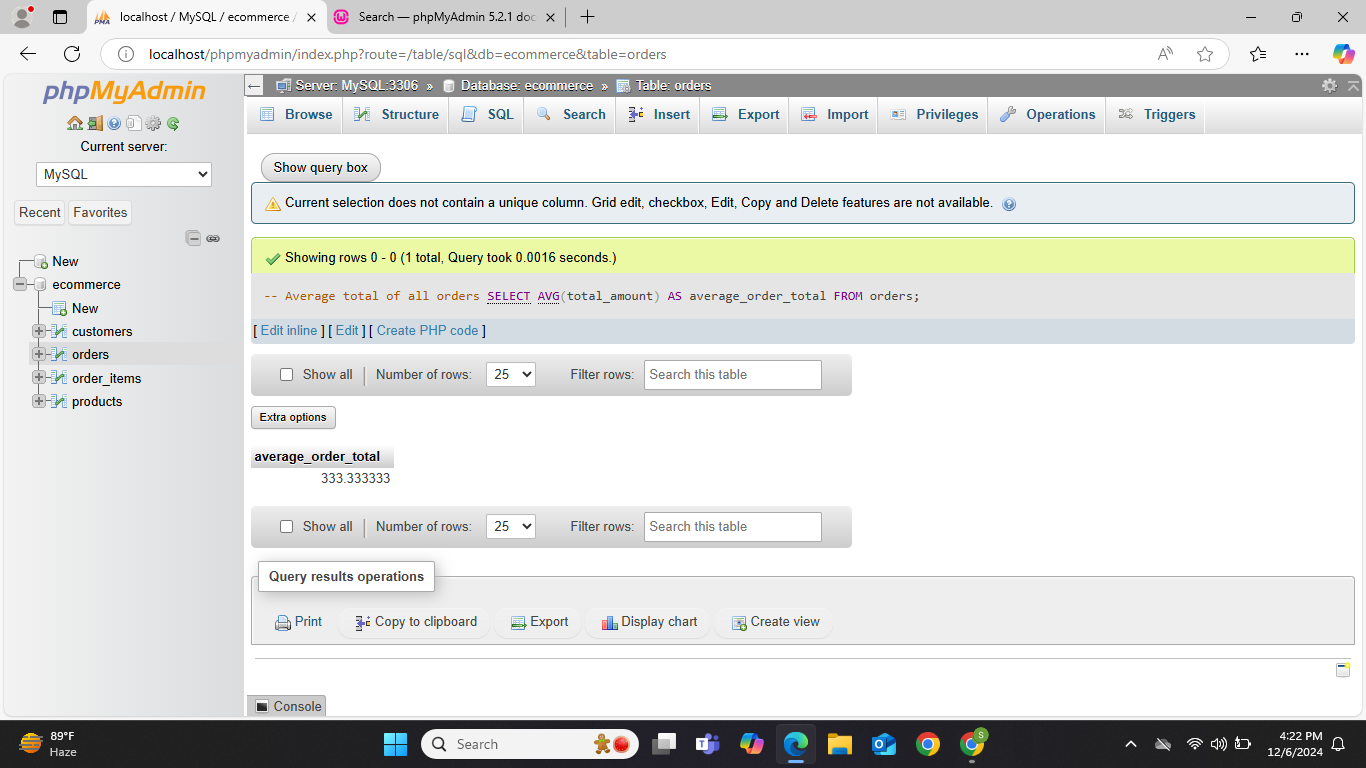 localhost / MySQL / ecommerce /
Search — phpMyAdmin 5.2.1 doc
localhost/phpmyadmin/index.php?route=/table/sql&db=ecommerce&table=orders
phpMyAdmin
Current server:
MySQL
Recent
Favorites
New
ecommerce
New
customers
orders
order_items
products
Server: MySQL:3306 » Database: ecommerce » Table: orders
Browse Structure SQL Search Insert Export Import Privileges Operations Triggers
Show query box
Current selection does not contain a unique column. Grid edit, checkbox, Edit, Copy and Delete features are not available.
Showing rows 0 - 0 (1 total, Query took 0.0016 seconds.)
-- Average total of all orders SELECT AVG(total_amount) AS average_order_total FROM orders;
[ Edit inline ] [ Edit ] [ Create PHP code ]
Show all Number of rows: 25 Filter rows: Search this table
Extra options
average_order_total
333.333333
Show all Number of rows: 25 Filter rows: Search this table
Query results operations
Print Copy to clipboard Export Display chart Create view
Console
89°F
Haze
Search
S
4:22 PM
12/6/2024